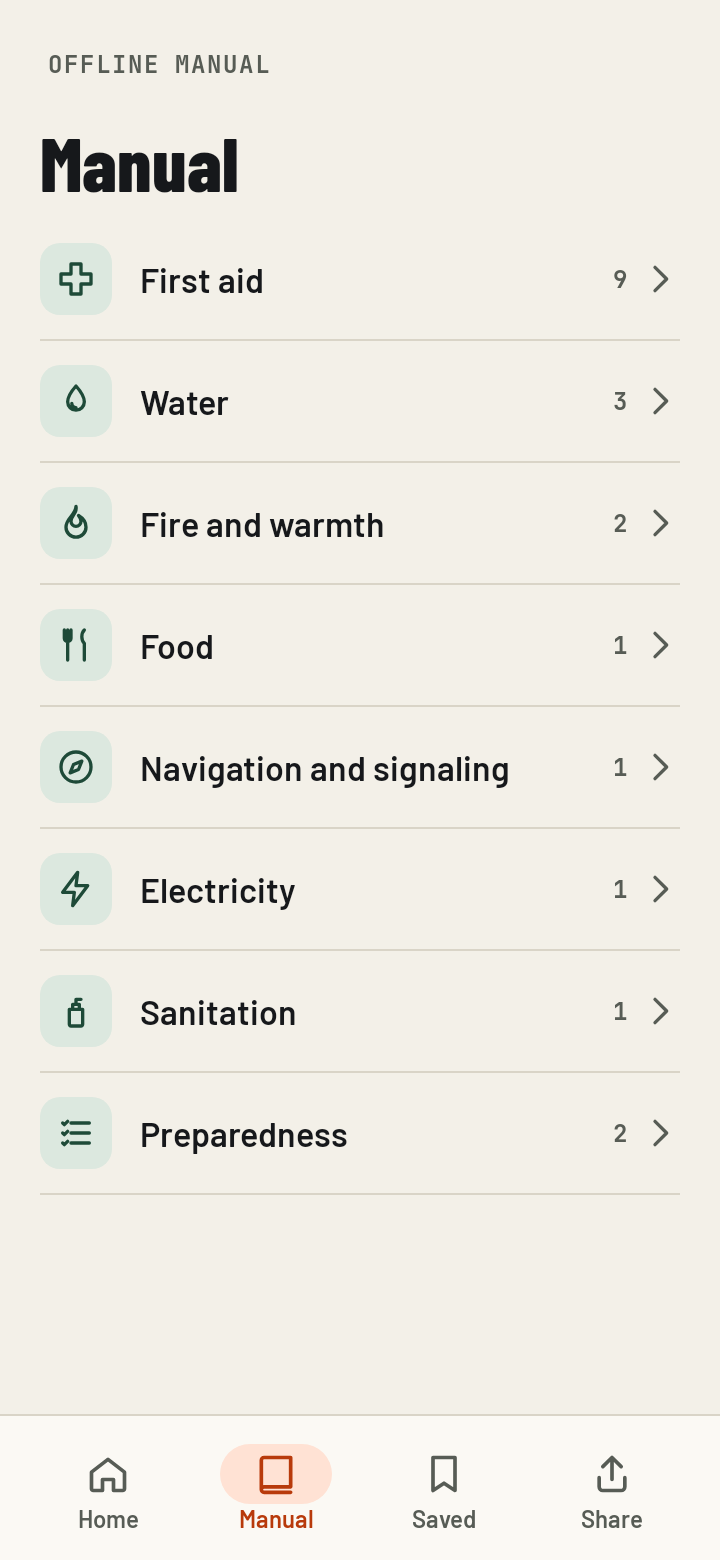 OFFLINE MANUAL
Manual
First aid 9
Water 3
Fire and warmth 2
Food 1
Navigation and signaling 1
Electricity 1
Sanitation 1
Preparedness 2
Home Manual Saved Share